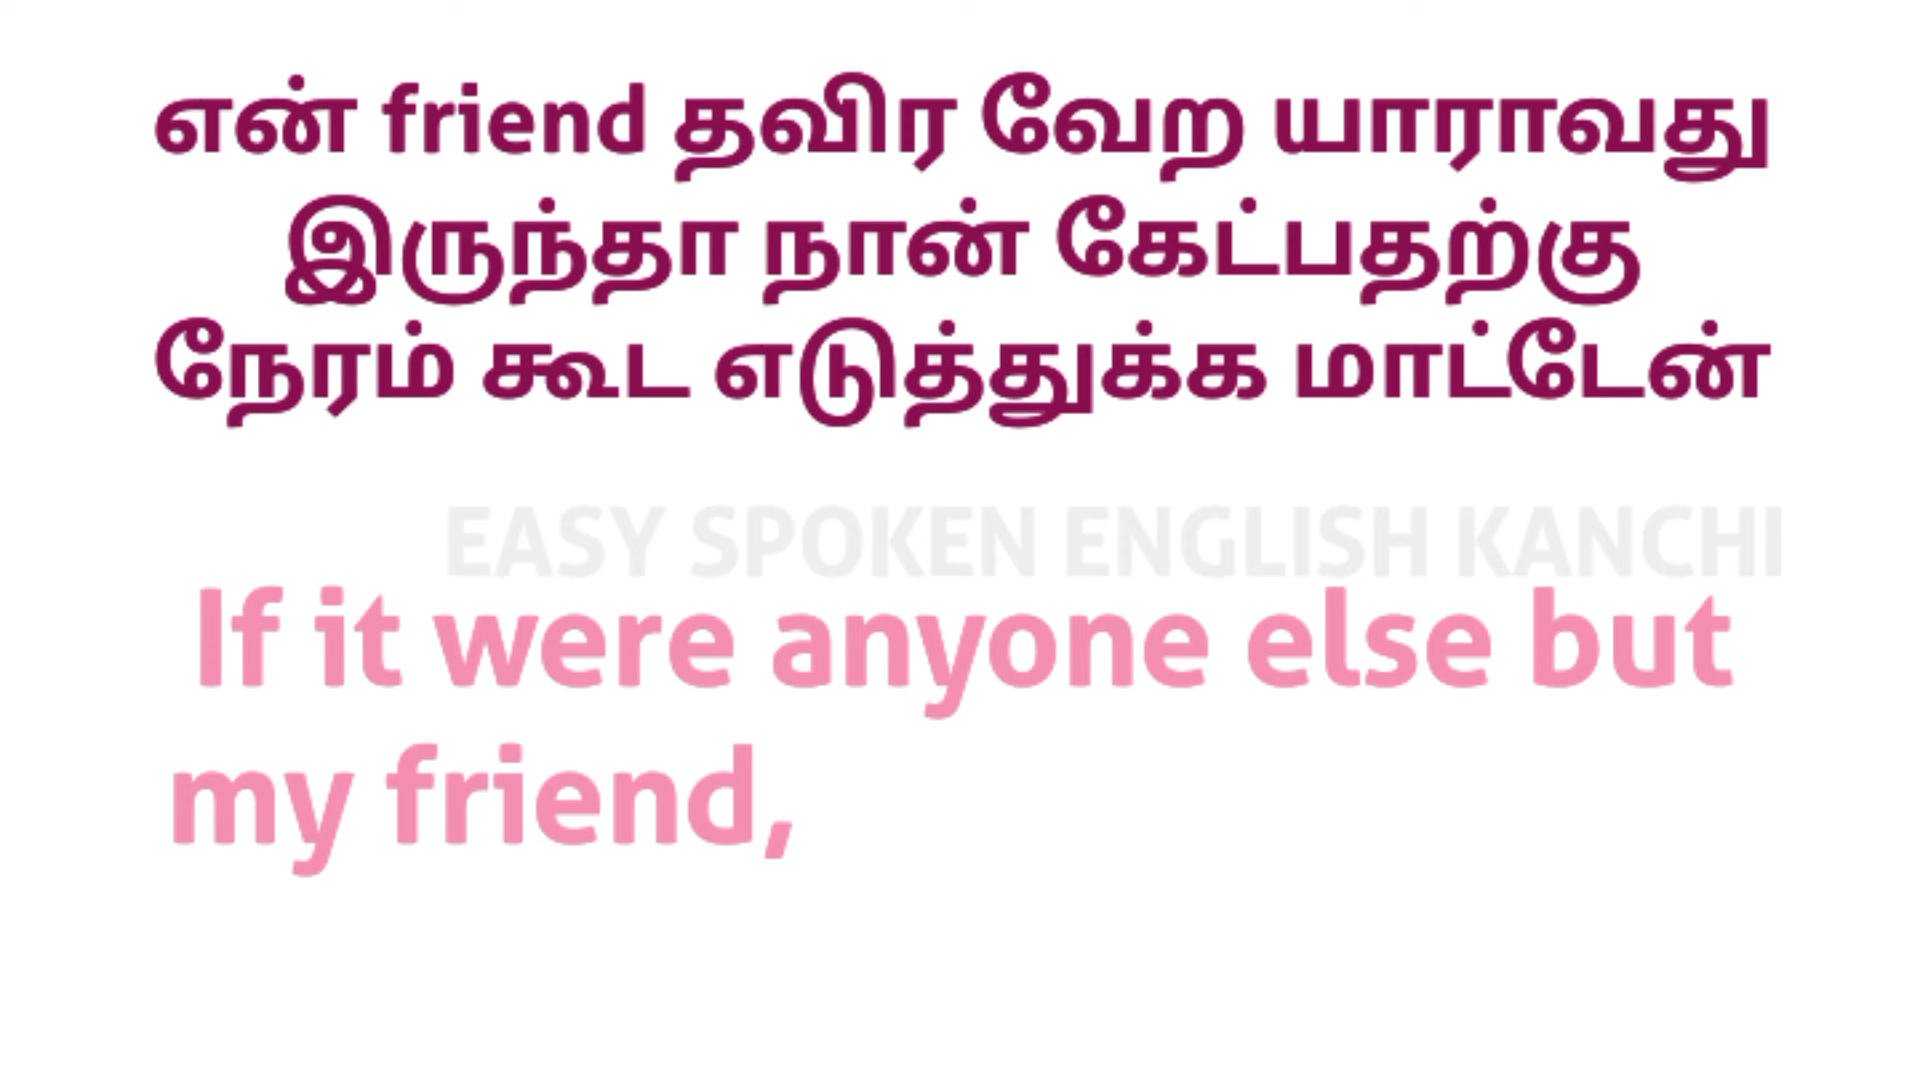 என் friend தவிர வேற யாராவது
இருந்தா நான் கேட்பதற்கு
நேரம் கூட எடுத்துக்க மாட்டேன்
EASY SPOKEN ENGLISH KANCHI
If it were anyone else but
my friend,